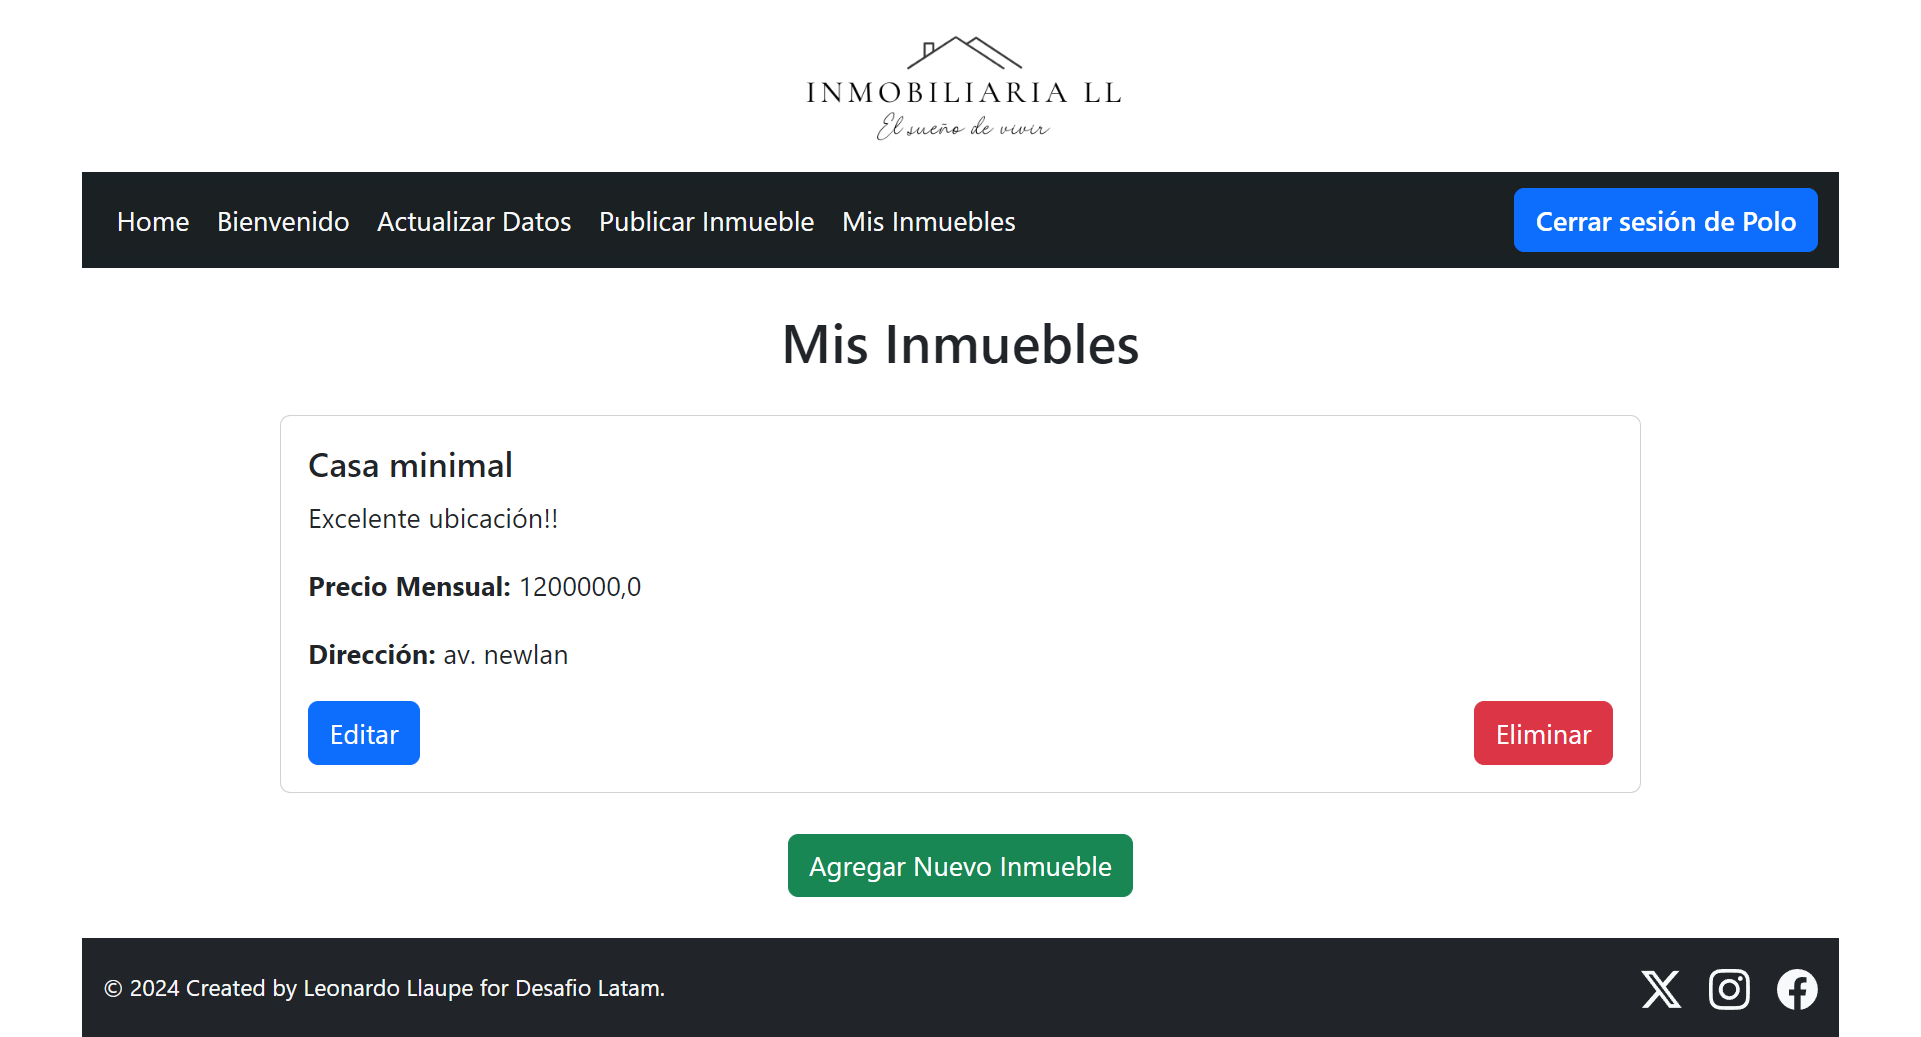 INMOBILIARIA LL
El sueño de vivir
Home Bienvenido Actualizar Datos Publicar Inmueble Mis Inmuebles Cerrar sesión de Polo
Mis Inmuebles
Casa minimal
Excelente ubicación!!
Precio Mensual: 1200000,0
Dirección: av. newlan
Editar Eliminar
Agregar Nuevo Inmueble
© 2024 Created by Leonardo Llaupe for Desafio Latam.